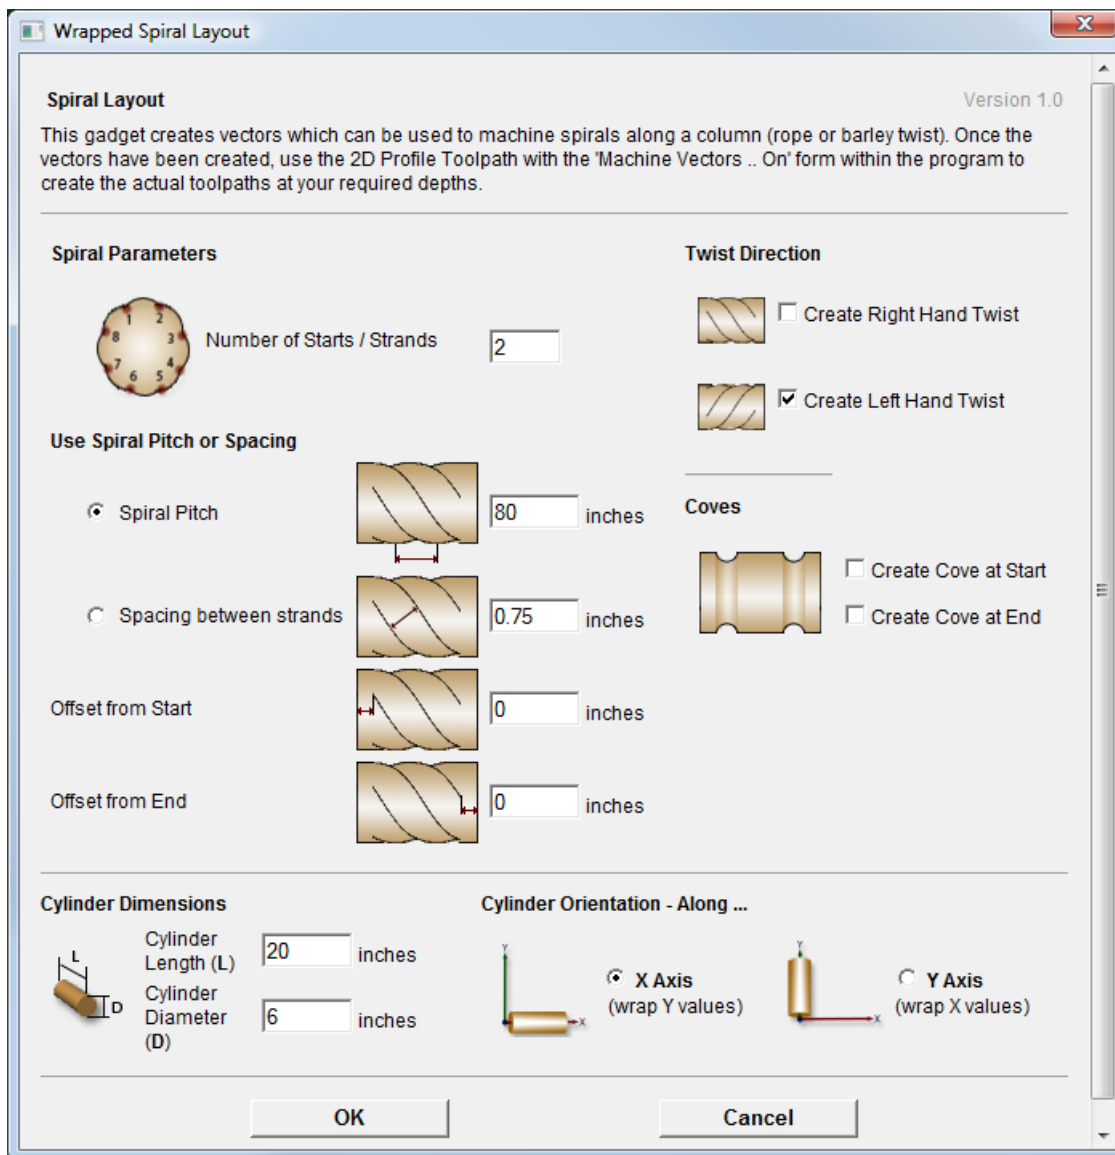 Wrapped Spiral Layout
Spiral Layout
Version 1.0
This gadget creates vectors which can be used to machine spirals along a column (rope or barley twist). Once the
vectors have been created, use the 2D Profile Toolpath with the 'Machine Vectors .. On' form within the program to
create the actual toolpaths at your required depths.
Spiral Parameters
1 2 3 4 5 6 7 8
Number of Starts / Strands
2
Twist Direction
Create Right Hand Twist
Create Left Hand Twist
Use Spiral Pitch or Spacing
Spiral Pitch
80
inches
Spacing between strands
0.75
inches
Offset from Start
0
inches
Offset from End
0
inches
Coves
Create Cove at Start
Create Cove at End
Cylinder Dimensions
L
D
Cylinder
Length (L)
20
inches
Cylinder
Diameter
(D)
6
inches
Cylinder Orientation - Along ...
Y
X
X Axis
(wrap Y values)
Y
X
Y Axis
(wrap X values)
OK
Cancel